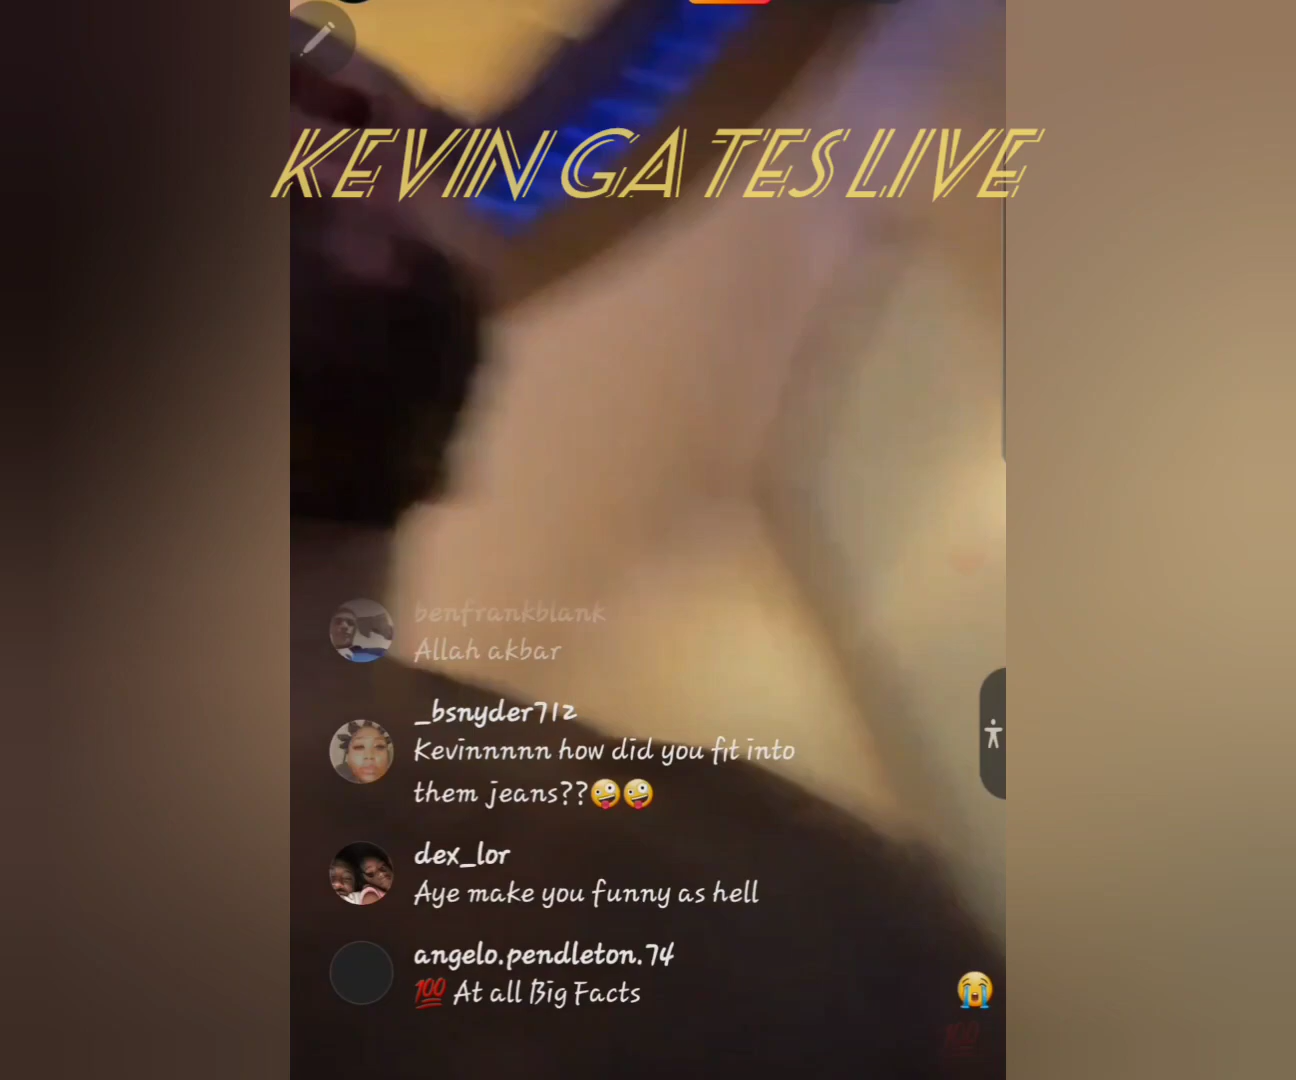 KEVIN GATES LIVE
benfrankblank
Allah akbar
_bsnyder712
Kevinnnnn how did you fit into
them jeans??🤪🤪
dex_lor
Aye make you funny as hell
angelo.pendleton.74
💯 At all Big Facts